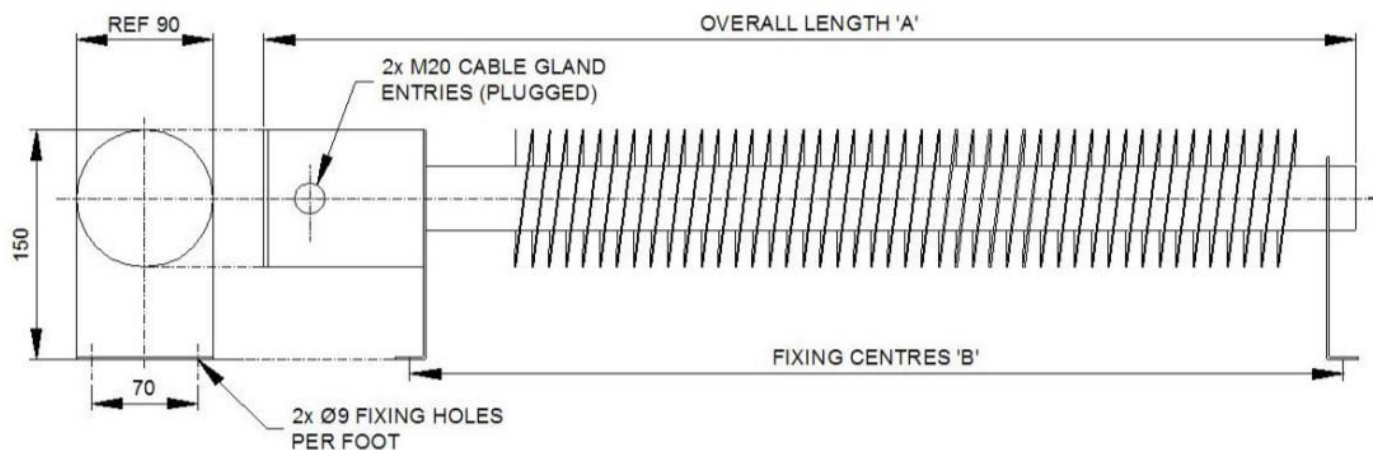 REF 90
OVERALL LENGTH 'A'
2x M20 CABLE GLAND
ENTRIES (PLUGGED)
150
FIXING CENTRES 'B'
70
2x Ø9 FIXING HOLES
PER FOOT